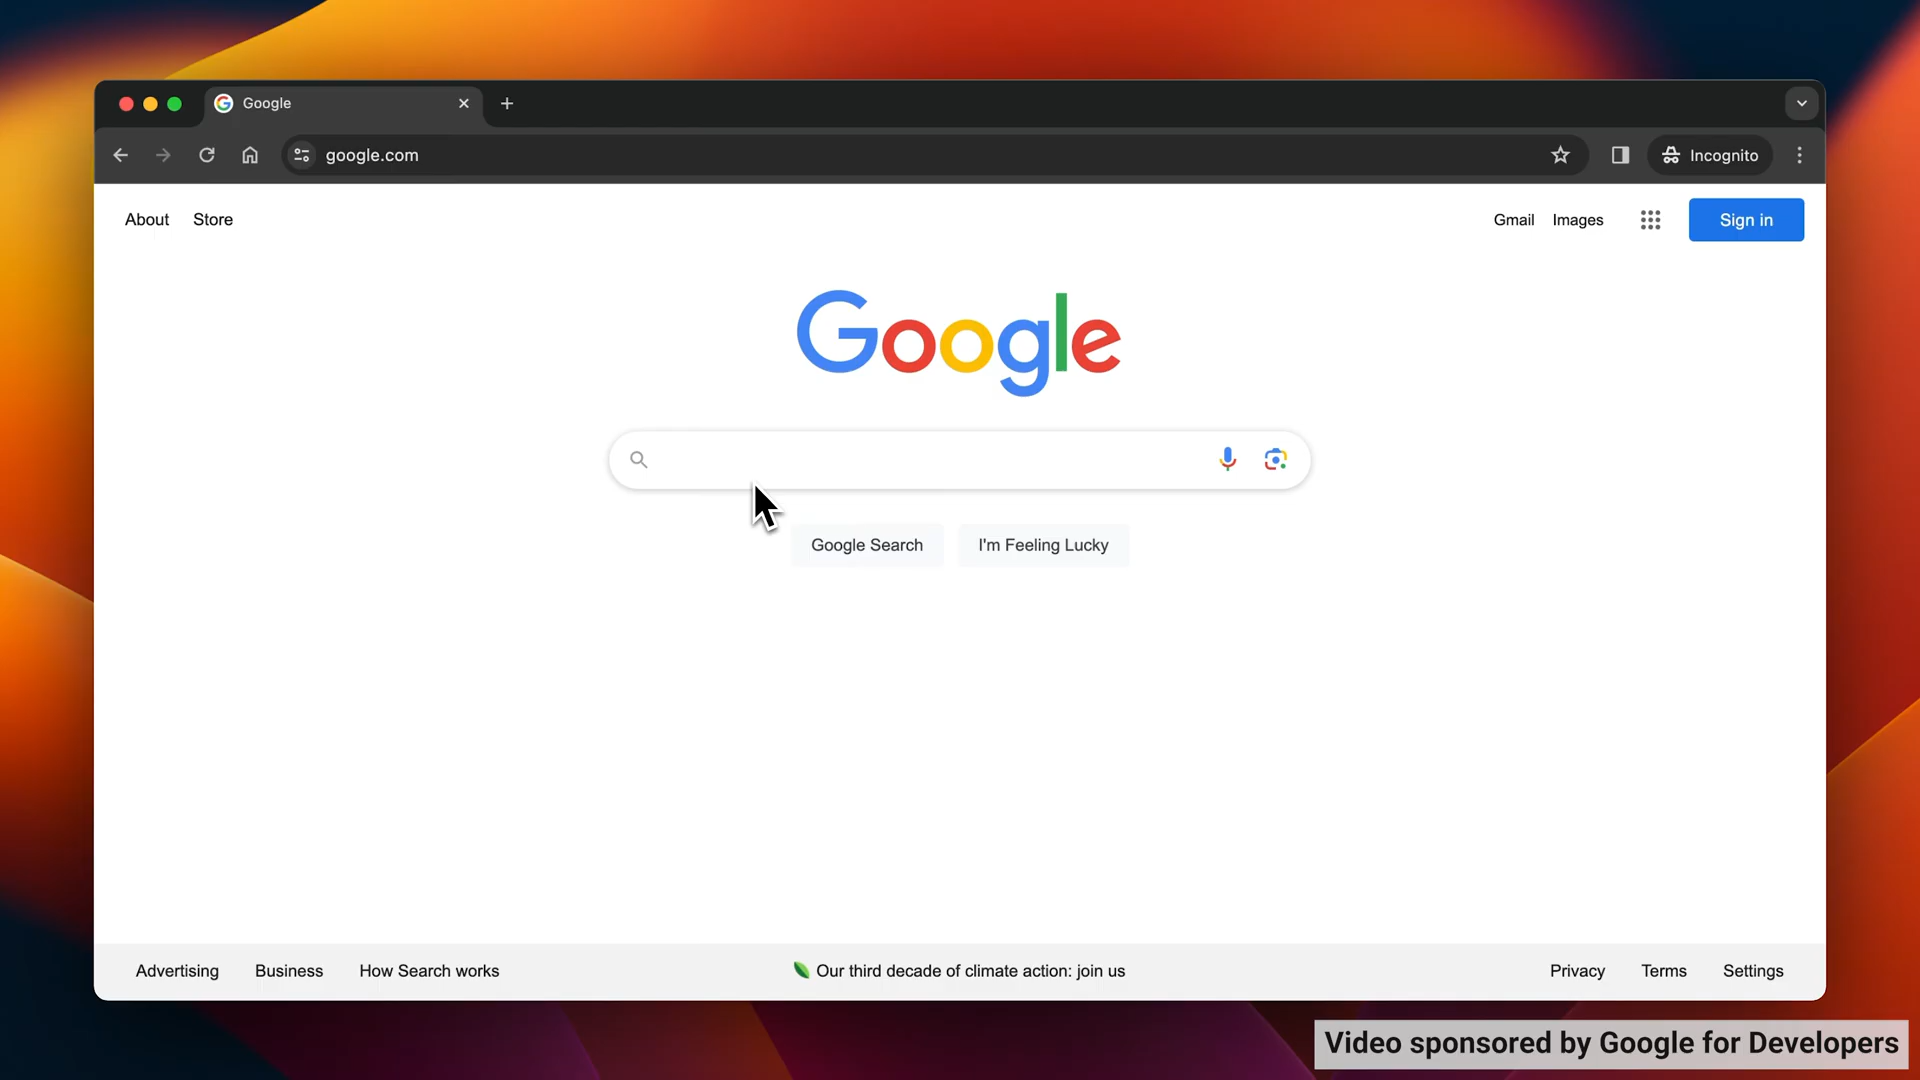 Google
google.com
Incognito
About Store
Gmail Images
Sign in
Google
Google Search
I'm Feeling Lucky
Advertising Business How Search works
Our third decade of climate action: join us
Privacy Terms Settings
Video sponsored by Google for Developers